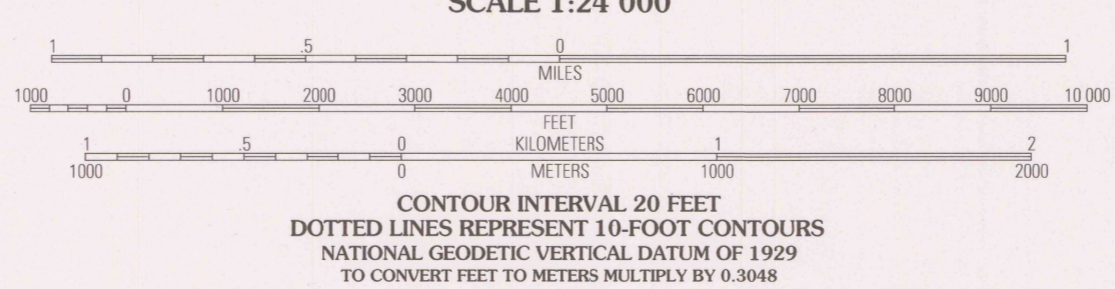 SCALE 1:24 000
1 .5 0 1
MILES
1000 0 1000 2000 3000 4000 5000 6000 7000 8000 9000 10 000
FEET
1 .5 0 KILOMETERS 1 2
1000 0 METERS 1000 2000
CONTOUR INTERVAL 20 FEET
DOTTED LINES REPRESENT 10-FOOT CONTOURS
NATIONAL GEODETIC VERTICAL DATUM OF 1929
TO CONVERT FEET TO METERS MULTIPLY BY 0.3048